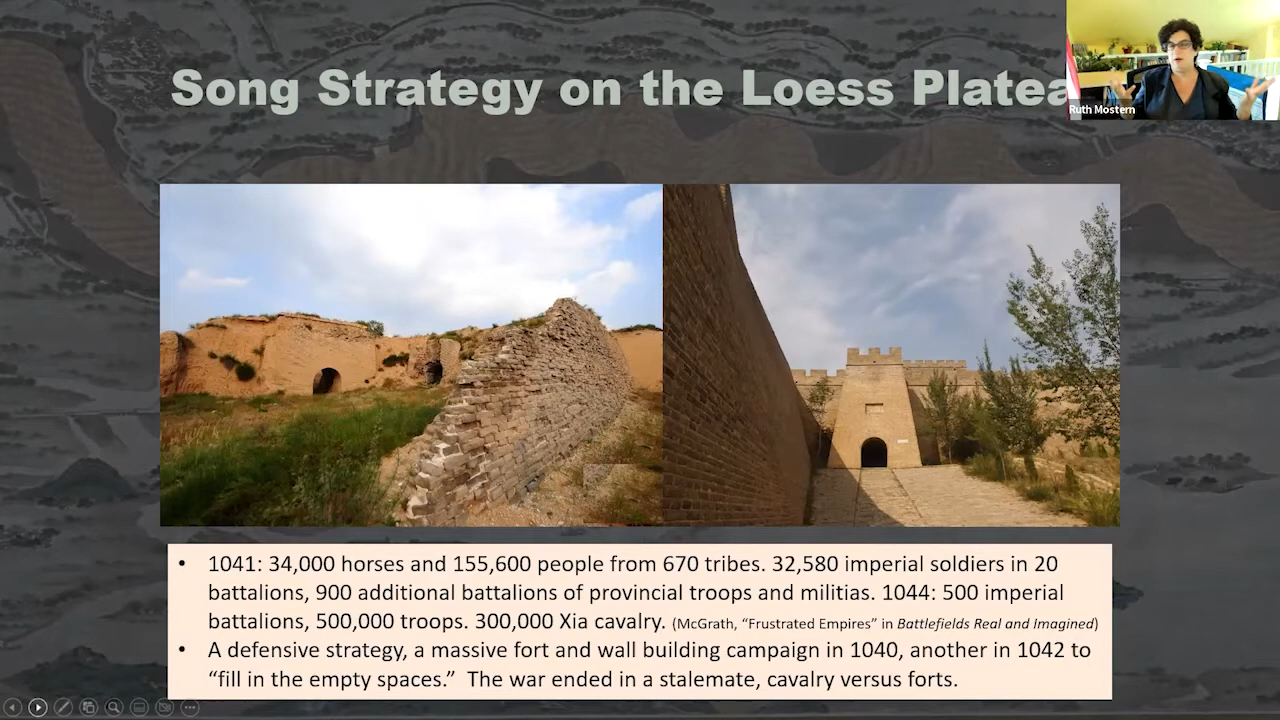 Song Strategy on the Loess Platea
Ruth Mostern
• 1041: 34,000 horses and 155,600 people from 670 tribes. 32,580 imperial soldiers in 20
battalions, 900 additional battalions of provincial troops and militias. 1044: 500 imperial
battalions, 500,000 troops. 300,000 Xia cavalry. (McGrath, “Frustrated Empires” in Battlefields Real and Imagined)
• A defensive strategy, a massive fort and wall building campaign in 1040, another in 1042 to
“fill in the empty spaces.” The war ended in a stalemate, cavalry versus forts.